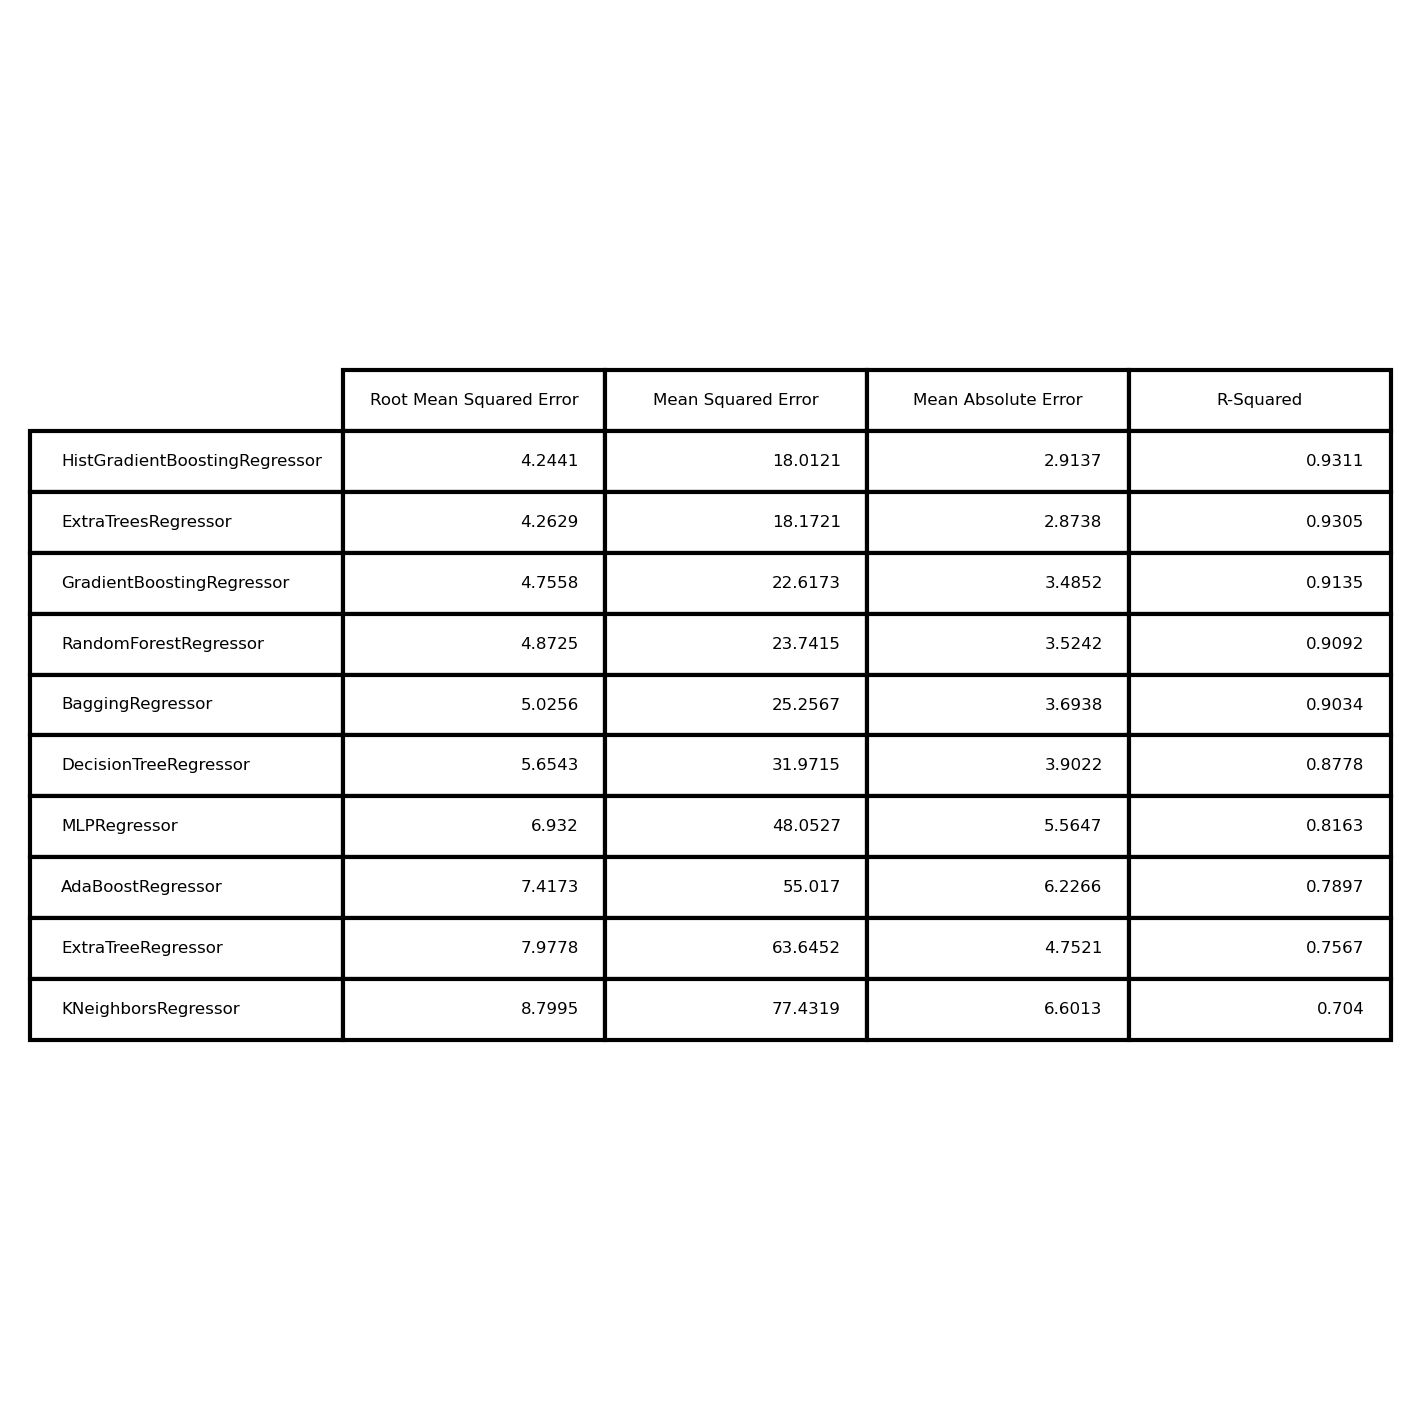 Root Mean Squared Error Mean Squared Error Mean Absolute Error R-Squared
HistGradientBoostingRegressor 4.2441 18.0121 2.9137 0.9311
ExtraTreesRegressor 4.2629 18.1721 2.8738 0.9305
GradientBoostingRegressor 4.7558 22.6173 3.4852 0.9135
RandomForestRegressor 4.8725 23.7415 3.5242 0.9092
BaggingRegressor 5.0256 25.2567 3.6938 0.9034
DecisionTreeRegressor 5.6543 31.9715 3.9022 0.8778
MLPRegressor 6.932 48.0527 5.5647 0.8163
AdaBoostRegressor 7.4173 55.017 6.2266 0.7897
ExtraTreeRegressor 7.9778 63.6452 4.7521 0.7567
KNeighborsRegressor 8.7995 77.4319 6.6013 0.704